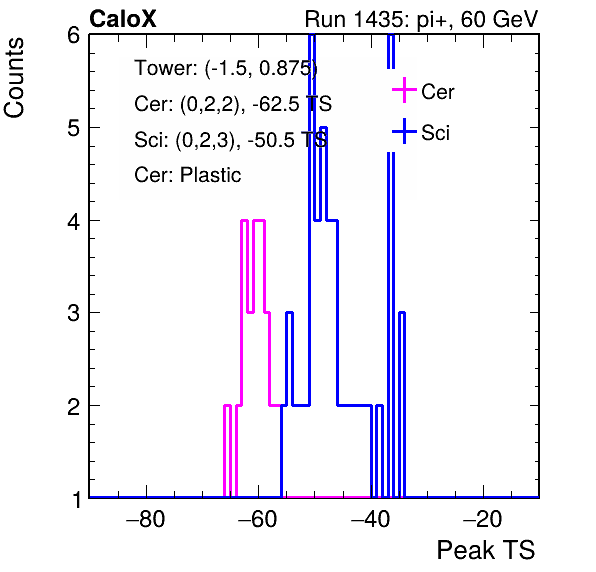 CaloX
Run 1435: pi+, 60 GeV
Counts
6
5
4
3
2
1
Tower: (-1.5, 0.875)
Cer: (0,2,2), -62.5 TS
Sci: (0,2,3), -50.5 TS
Cer: Plastic
Cer
Sci
−80
−60
−40
−20
Peak TS